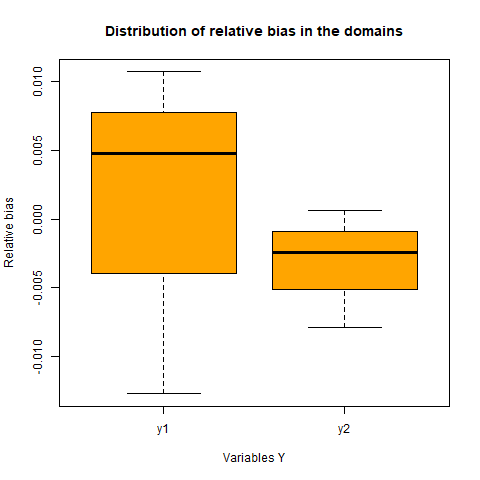 Distribution of relative bias in the domains
Relative bias
0.010
0.005
0.000
-0.005
-0.010
y1
y2
Variables Y